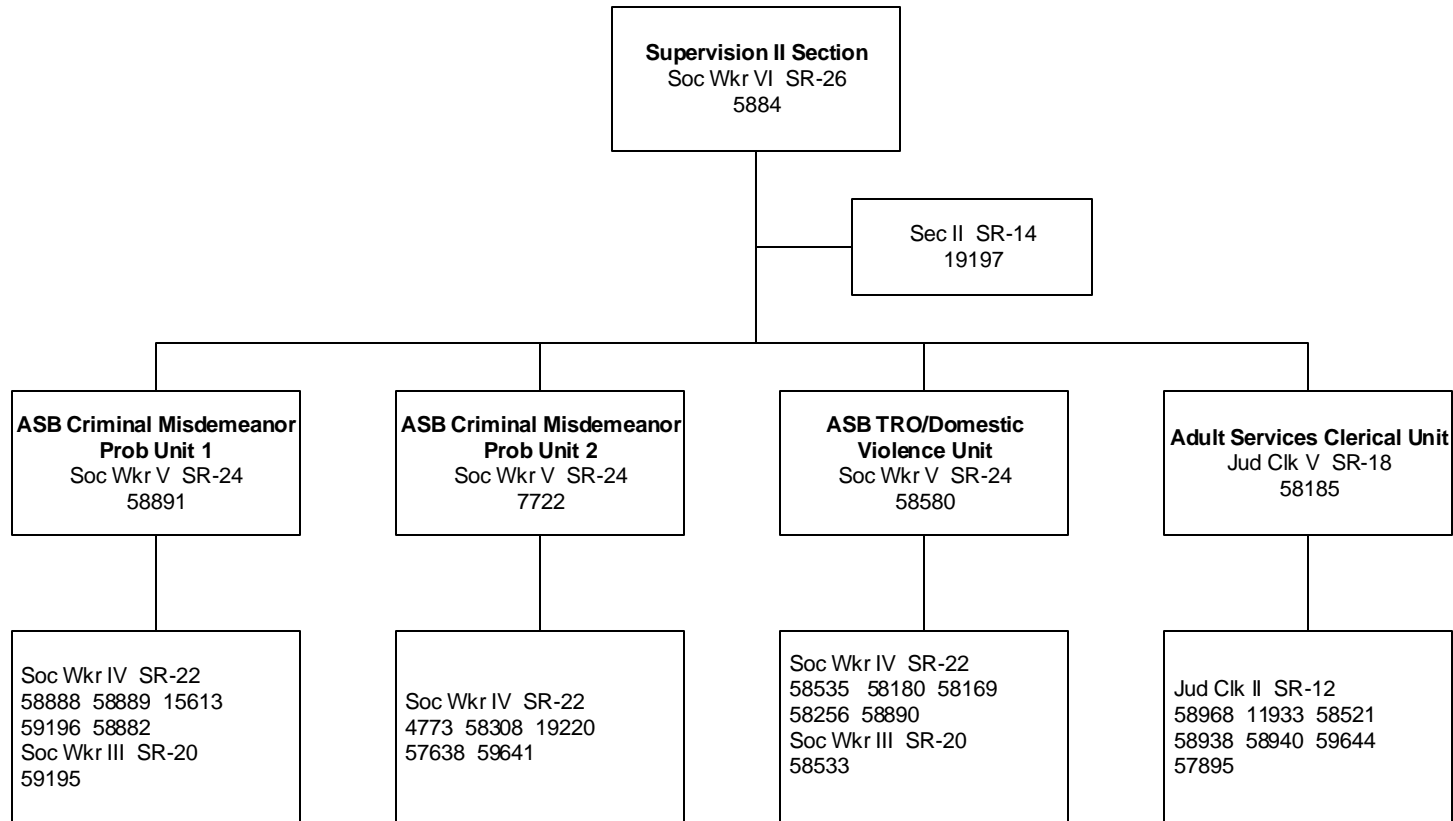 Supervision II Section
Soc Wkr VI SR-26
5884
Sec II SR-14
19197
ASB Criminal Misdemeanor
Prob Unit 1
Soc Wkr V SR-24
58891
ASB Criminal Misdemeanor
Prob Unit 2
Soc Wkr V SR-24
7722
ASB TRO/Domestic
Violence Unit
Soc Wkr V SR-24
58580
Adult Services Clerical Unit
Jud Clk V SR-18
58185
Soc Wkr IV SR-22
58888 58889 15613
59196 58882
Soc Wkr III SR-20
59195
Soc Wkr IV SR-22
4773 58308 19220
57638 59641
Soc Wkr IV SR-22
58535 58180 58169
58256 58890
Soc Wkr III SR-20
58533
Jud Clk II SR-12
58968 11933 58521
58938 58940 59644
57895